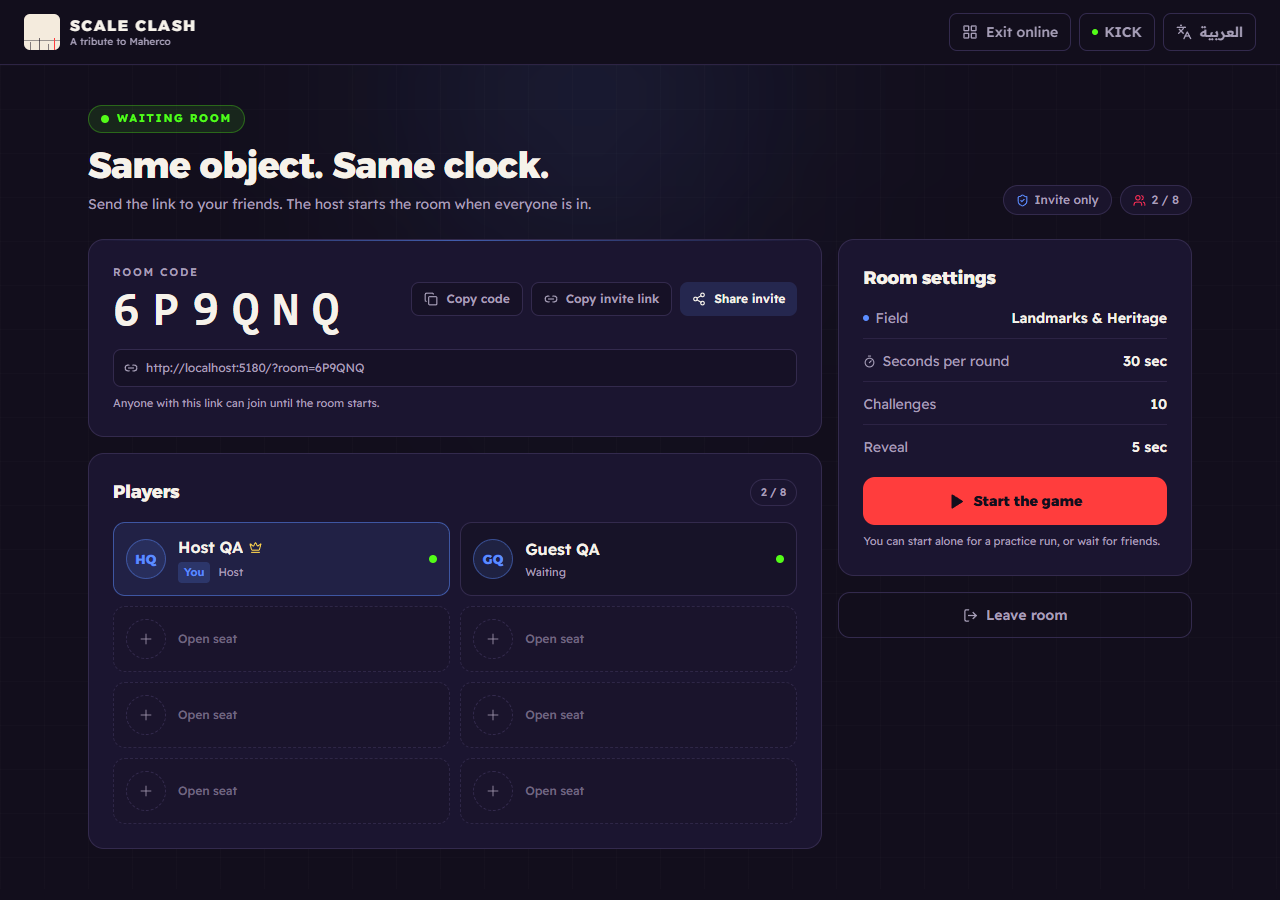 SCALE CLASH
A tribute to Maherco
Exit online
KICK
العربية
WAITING ROOM
Same object. Same clock.
Send the link to your friends. The host starts the room when everyone is in.
Invite only
2 / 8
ROOM CODE
6P9QNQ
Copy code
Copy invite link
Share invite
http://localhost:5180/?room=6P9QNQ
Anyone with this link can join until the room starts.
Players
2 / 8
HQ
Host QA
You Host
GQ
Guest QA
Waiting
Open seat
Open seat
Open seat
Open seat
Open seat
Open seat
Room settings
Field Landmarks & Heritage
Seconds per round 30 sec
Challenges 10
Reveal 5 sec
Start the game
You can start alone for a practice run, or wait for friends.
Leave room